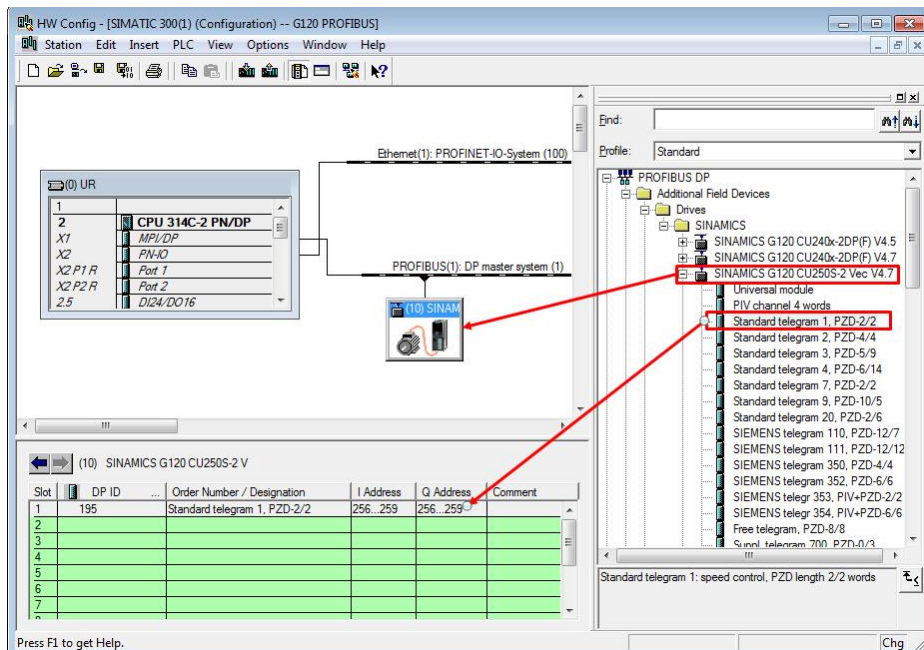 HW Config - [SIMATIC 300(1) (Configuration) -- G120 PROFIBUS]
Station Edit Insert PLC View Options Window Help
Ethernet(1): PROFINET-IO-System (100)
(0) UR
1
2 CPU 314C-2 PN/DP
X1 MPI/DP
X2 PN-IO
X2 P1 R Port 1
X2 P2 R Port 2
2.5 DI24/DO16
PROFIBUS(1): DP master system (1)
(10) SINAM
Find:
Profile: Standard
PROFIBUS DP
Additional Field Devices
Drives
SINAMICS
SINAMICS G120 CU240x-2DP(F) V4.5
SINAMICS G120 CU240x-2DP(F) V4.7
SINAMICS G120 CU250S-2 Vec V4.7
Universal module
PIV channel 4 words
Standard telegram 1, PZD-2/2
Standard telegram 2, PZD-4/4
Standard telegram 3, PZD-5/9
Standard telegram 4, PZD-6/14
Standard telegram 7, PZD-2/2
Standard telegram 9, PZD-10/5
Standard telegram 20, PZD-2/6
SIEMENS telegram 110, PZD-12/7
SIEMENS telegram 111, PZD-12/12
SIEMENS telegram 350, PZD-4/4
SIEMENS telegram 352, PZD-6/6
SIEMENS telegr 353, PIV+PZD-2/2
SIEMENS telegr 354, PIV+PZD-6/6
Free telegram, PZD-8/8
Suppl. telegram 700, PZD-0/3
Standard telegram 1: speed control, PZD length 2/2 words
(10) SINAMICS G120 CU250S-2 V
Slot DP ID ... Order Number / Designation I Address Q Address Comment
1 195 Standard telegram 1, PZD-2/2 256...259 256...259
2
3
4
5
6
7
Press F1 to get Help.
Chg